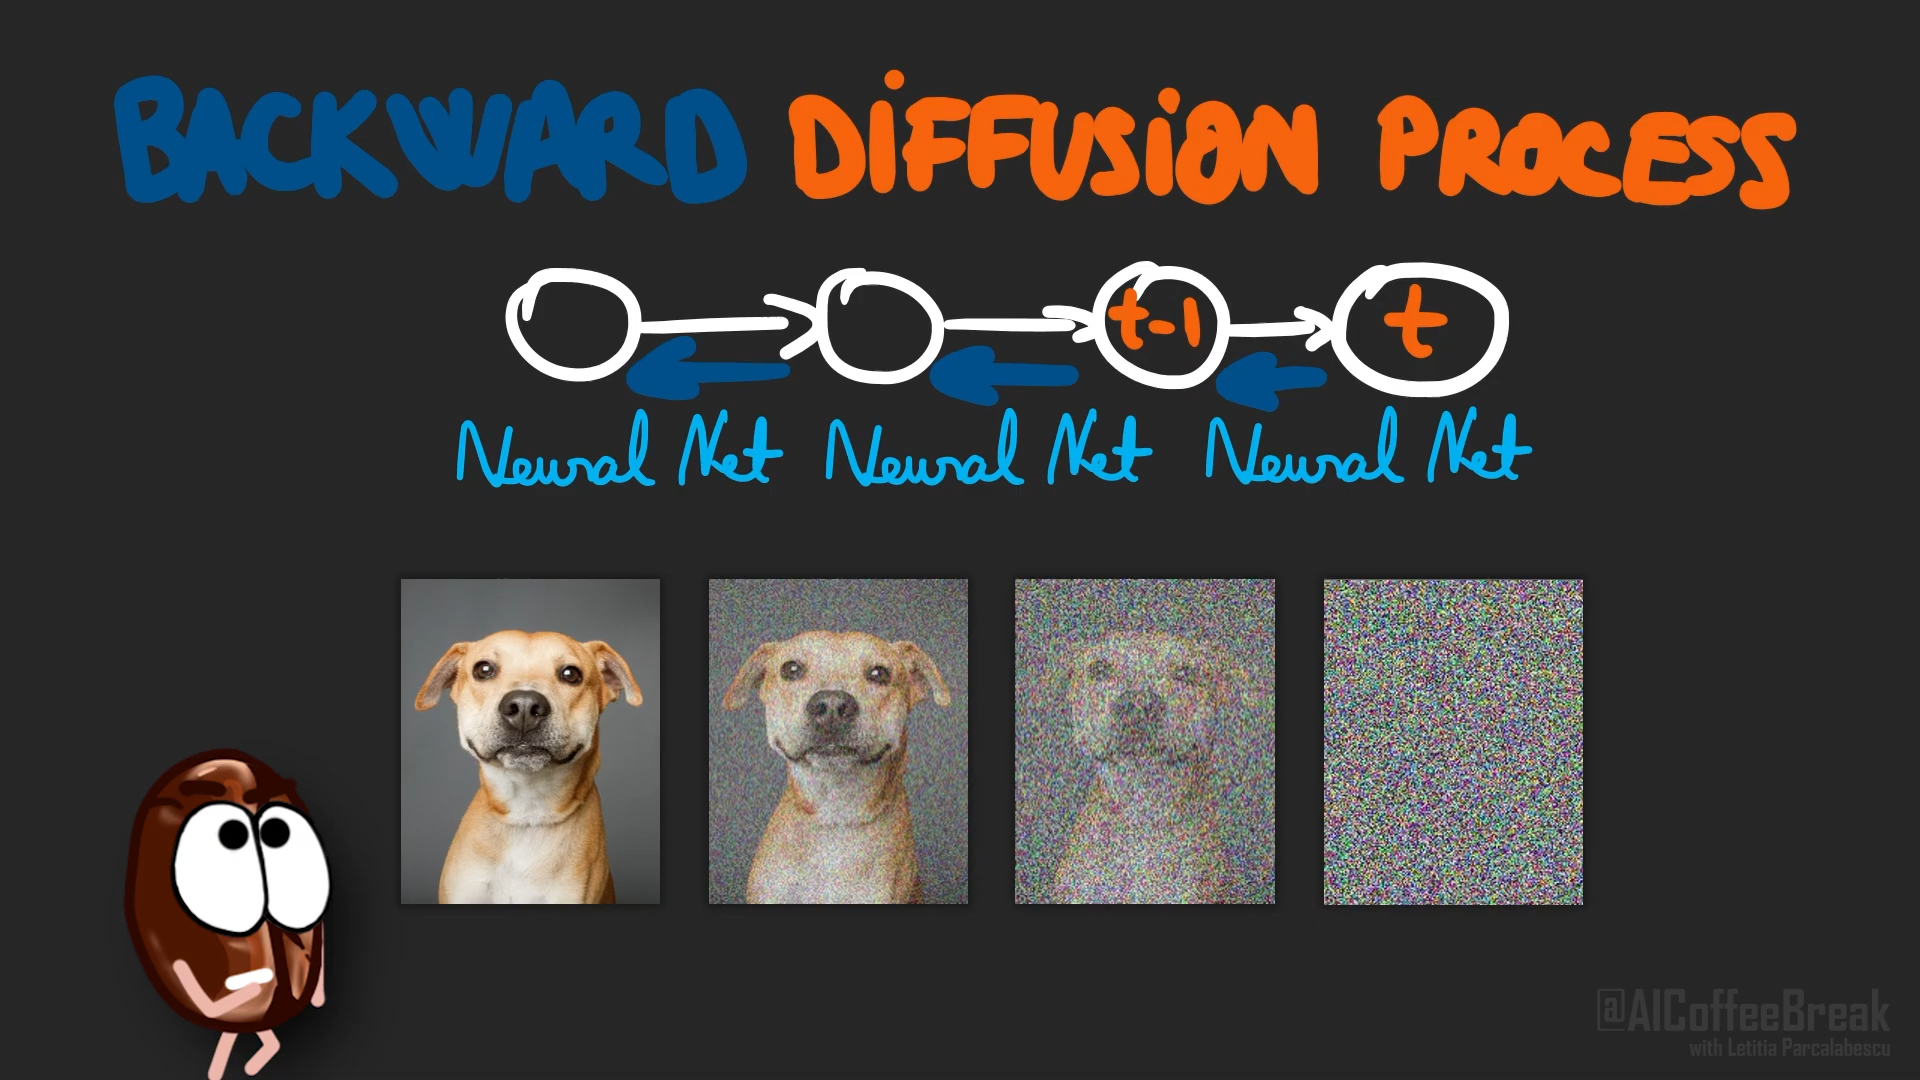 BACKWARD DIFFUSION PROCESS
t-1 t
Neural Net Neural Net Neural Net
@AICoffeeBreak
with Letitia Parcalabescu